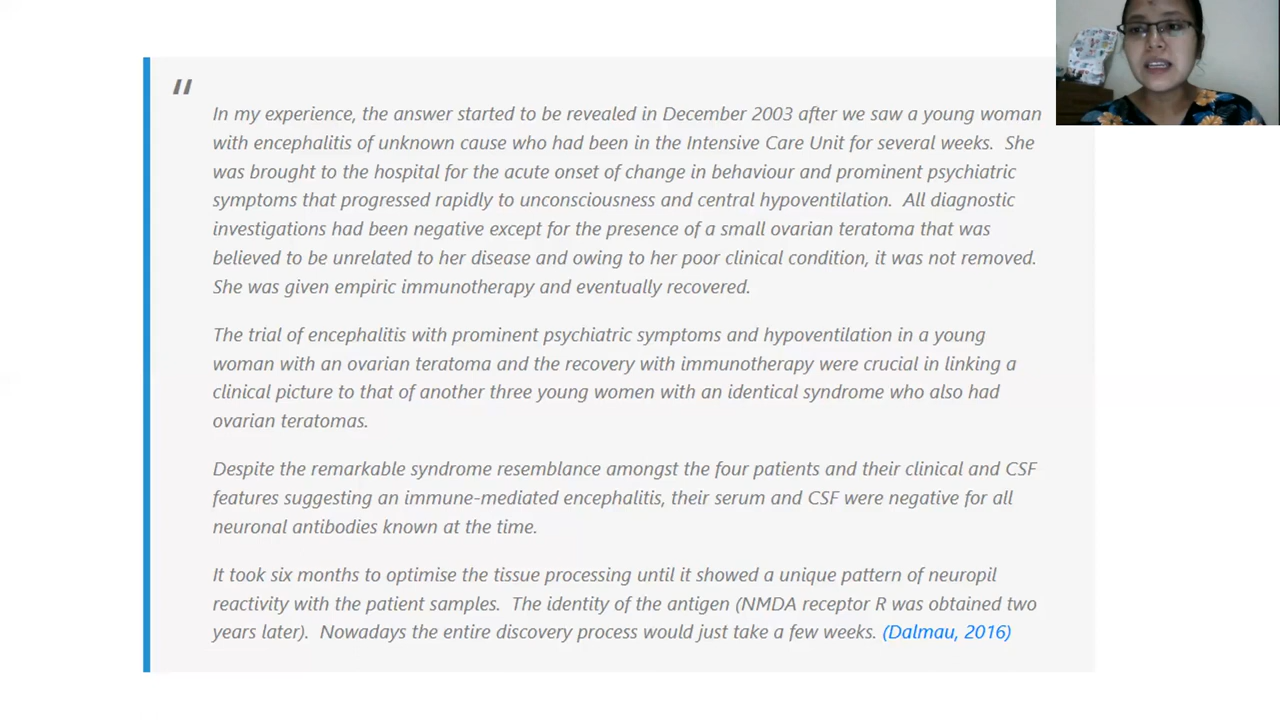 "
In my experience, the answer started to be revealed in December 2003 after we saw a young woman
with encephalitis of unknown cause who had been in the Intensive Care Unit for several weeks. She
was brought to the hospital for the acute onset of change in behaviour and prominent psychiatric
symptoms that progressed rapidly to unconsciousness and central hypoventilation. All diagnostic
investigations had been negative except for the presence of a small ovarian teratoma that was
believed to be unrelated to her disease and owing to her poor clinical condition, it was not removed.
She was given empiric immunotherapy and eventually recovered.
The trial of encephalitis with prominent psychiatric symptoms and hypoventilation in a young
woman with an ovarian teratoma and the recovery with immunotherapy were crucial in linking a
clinical picture to that of another three young women with an identical syndrome who also had
ovarian teratomas.
Despite the remarkable syndrome resemblance amongst the four patients and their clinical and CSF
features suggesting an immune-mediated encephalitis, their serum and CSF were negative for all
neuronal antibodies known at the time.
It took six months to optimise the tissue processing until it showed a unique pattern of neuropil
reactivity with the patient samples. The identity of the antigen (NMDA receptor R was obtained two
years later). Nowadays the entire discovery process would just take a few weeks. (Dalmau, 2016)